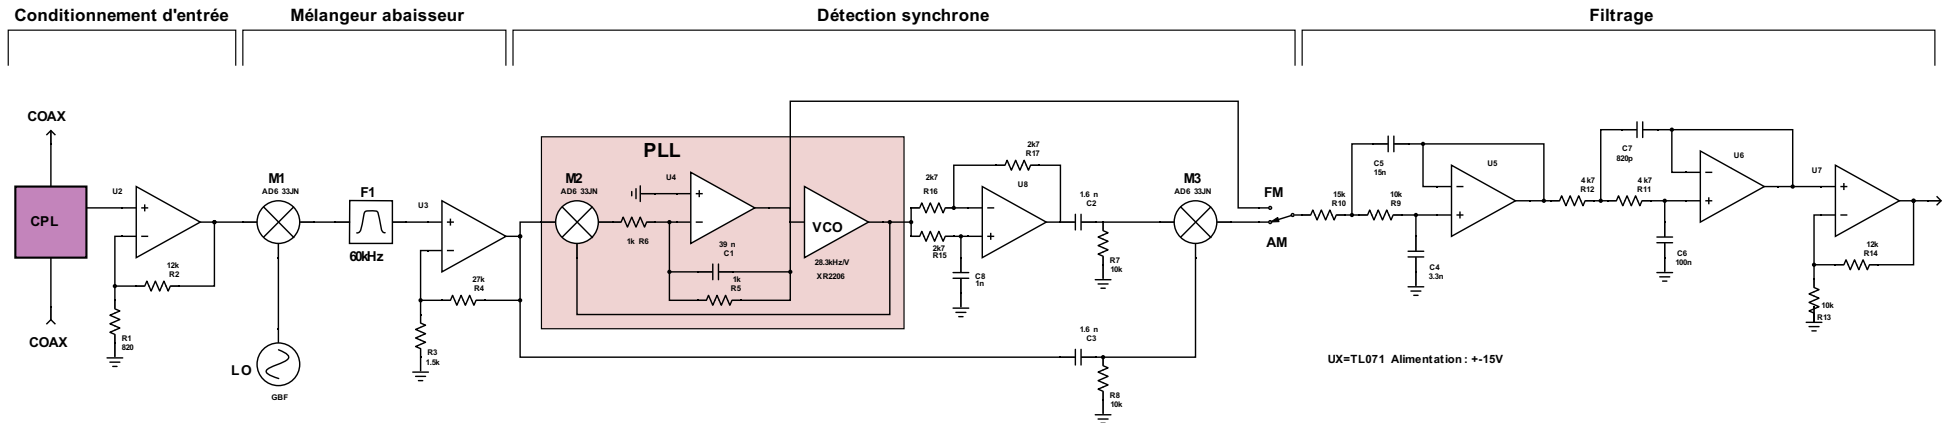 Conditionnement d'entrée
Mélangeur abaisseur
Détection synchrone
Filtrage
COAX
CPL
COAX
U2
12k
R2
R1
820
M1
AD6 33JN
LO
GBF
F1
60kHz
U3
27k
R4
R3
1.5k
PLL
M2
AD6 33JN
1k R6
U4
39 n
C1
1k
R5
VCO
28.3kHz/V
XR2206
2k7
R16
2k7
R15
C8
1n
2k7
R17
U8
1.6 n
C2
R7
10k
1.6 n
C3
R8
10k
M3
AD6 33JN
FM
AM
15k
R10
C5
15n
10k
R9
C4
3.3n
U5
4k7
R12
C7
820p
4k7
R11
C6
100n
U6
U7
12k
R14
10k
R13
UX=TL071 Alimentation : +-15V